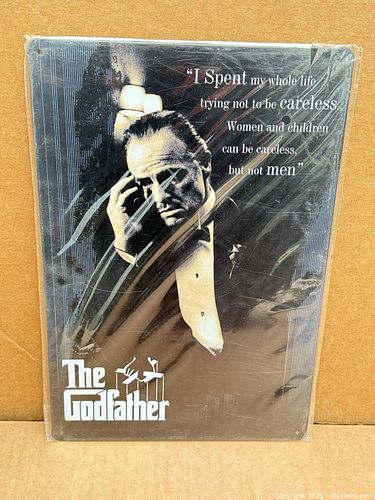 “I Spent my whole life
trying not to be careless,
Women and children
can be careless,
but not men”
The
Godfather